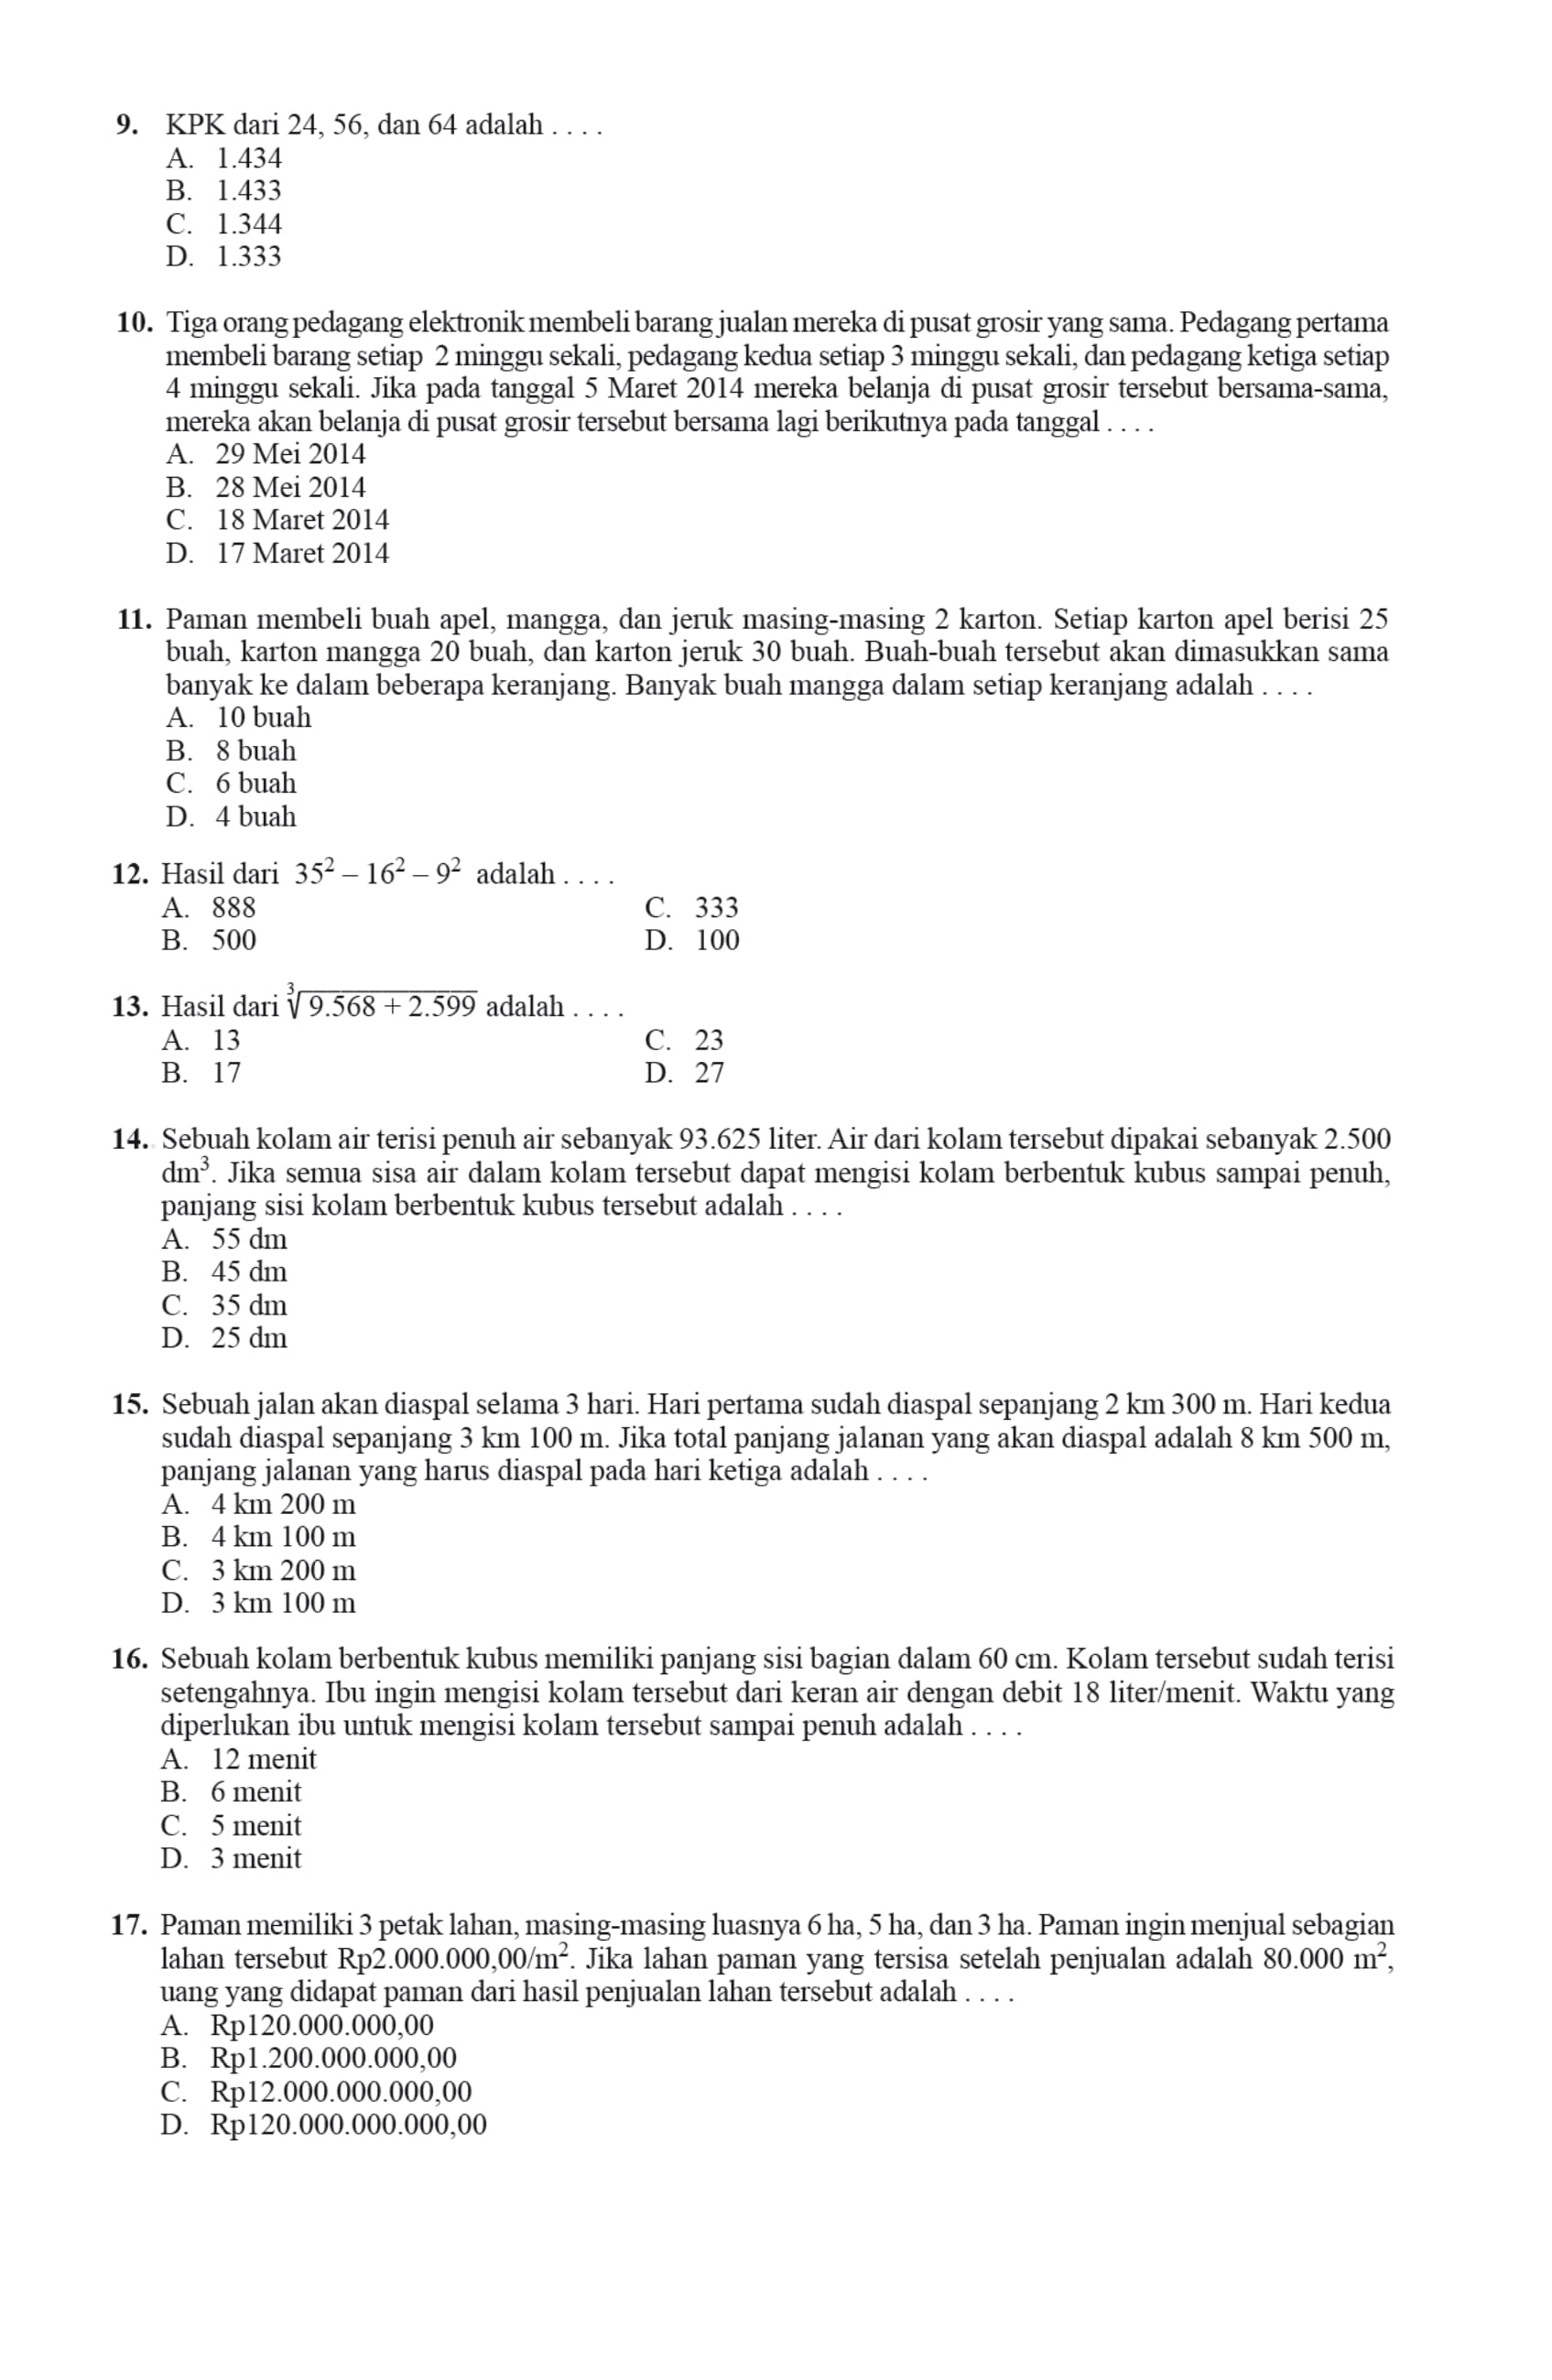 9. KPK dari 24, 56, dan 64 adalah . . . .
A. 1.434
B. 1.433
C. 1.344
D. 1.333
10. Tiga orang pedagang elektronik membeli barang jualan mereka di pusat grosir yang sama. Pedagang pertama
membeli barang setiap 2 minggu sekali, pedagang kedua setiap 3 minggu sekali, dan pedagang ketiga setiap
4 minggu sekali. Jika pada tanggal 5 Maret 2014 mereka belanja di pusat grosir tersebut bersama-sama,
mereka akan belanja di pusat grosir tersebut bersama lagi berikutnya pada tanggal . . . .
A. 29 Mei 2014
B. 28 Mei 2014
C. 18 Maret 2014
D. 17 Maret 2014
11. Paman membeli buah apel, mangga, dan jeruk masing-masing 2 karton. Setiap karton apel berisi 25
buah, karton mangga 20 buah, dan karton jeruk 30 buah. Buah-buah tersebut akan dimasukkan sama
banyak ke dalam beberapa keranjang. Banyak buah mangga dalam setiap keranjang adalah . . . .
A. 10 buah
B. 8 buah
C. 6 buah
D. 4 buah
12. Hasil dari 35² – 16² – 9² adalah . . . .
A. 888 C. 333
B. 500 D. 100
13. Hasil dari ∛9.568 + 2.599 adalah . . . .
A. 13 C. 23
B. 17 D. 27
14. Sebuah kolam air terisi penuh air sebanyak 93.625 liter. Air dari kolam tersebut dipakai sebanyak 2.500
dm³. Jika semua sisa air dalam kolam tersebut dapat mengisi kolam berbentuk kubus sampai penuh,
panjang sisi kolam berbentuk kubus tersebut adalah . . . .
A. 55 dm
B. 45 dm
C. 35 dm
D. 25 dm
15. Sebuah jalan akan diaspal selama 3 hari. Hari pertama sudah diaspal sepanjang 2 km 300 m. Hari kedua
sudah diaspal sepanjang 3 km 100 m. Jika total panjang jalanan yang akan diaspal adalah 8 km 500 m,
panjang jalanan yang harus diaspal pada hari ketiga adalah . . . .
A. 4 km 200 m
B. 4 km 100 m
C. 3 km 200 m
D. 3 km 100 m
16. Sebuah kolam berbentuk kubus memiliki panjang sisi bagian dalam 60 cm. Kolam tersebut sudah terisi
setengahnya. Ibu ingin mengisi kolam tersebut dari keran air dengan debit 18 liter/menit. Waktu yang
diperlukan ibu untuk mengisi kolam tersebut sampai penuh adalah . . . .
A. 12 menit
B. 6 menit
C. 5 menit
D. 3 menit
17. Paman memiliki 3 petak lahan, masing-masing luasnya 6 ha, 5 ha, dan 3 ha. Paman ingin menjual sebagian
lahan tersebut Rp2.000.000,00/m². Jika lahan paman yang tersisa setelah penjualan adalah 80.000 m²,
uang yang didapat paman dari hasil penjualan lahan tersebut adalah . . . .
A. Rp120.000.000,00
B. Rp1.200.000.000,00
C. Rp12.000.000.000,00
D. Rp120.000.000.000,00